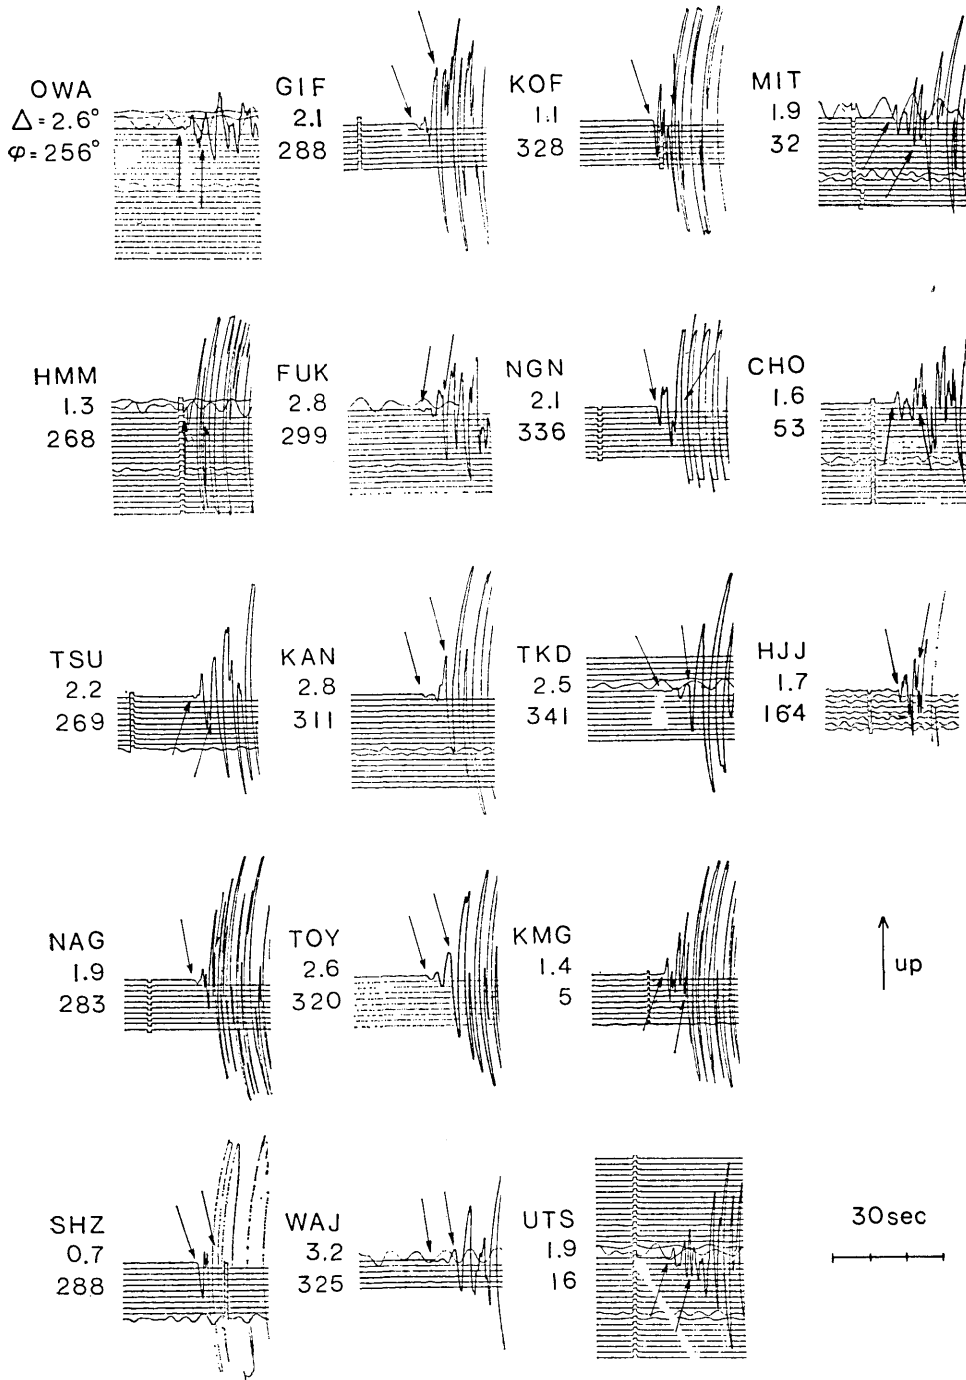 OWA
Δ = 2.6°
φ = 256°
GIF
2.1
288
KOF
1.1
328
MIT
1.9
32
HMM
1.3
268
FUK
2.8
299
NGN
2.1
336
CHO
1.6
53
TSU
2.2
269
KAN
2.8
311
TKD
2.5
341
HJJ
1.7
164
NAG
1.9
283
TOY
2.6
320
KMG
1.4
5
up
SHZ
0.7
288
WAJ
3.2
325
UTS
1.9
16
30 sec